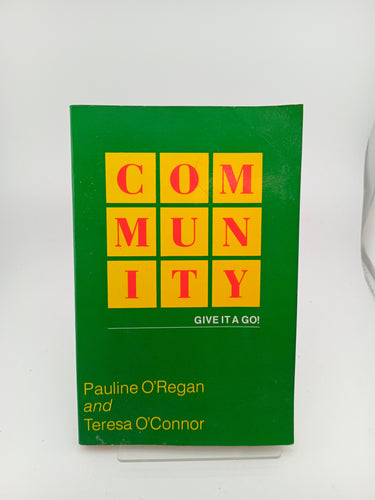 COM
MUN
ITY
GIVE IT A GO!
Pauline O'Regan
and
Teresa O'Connor